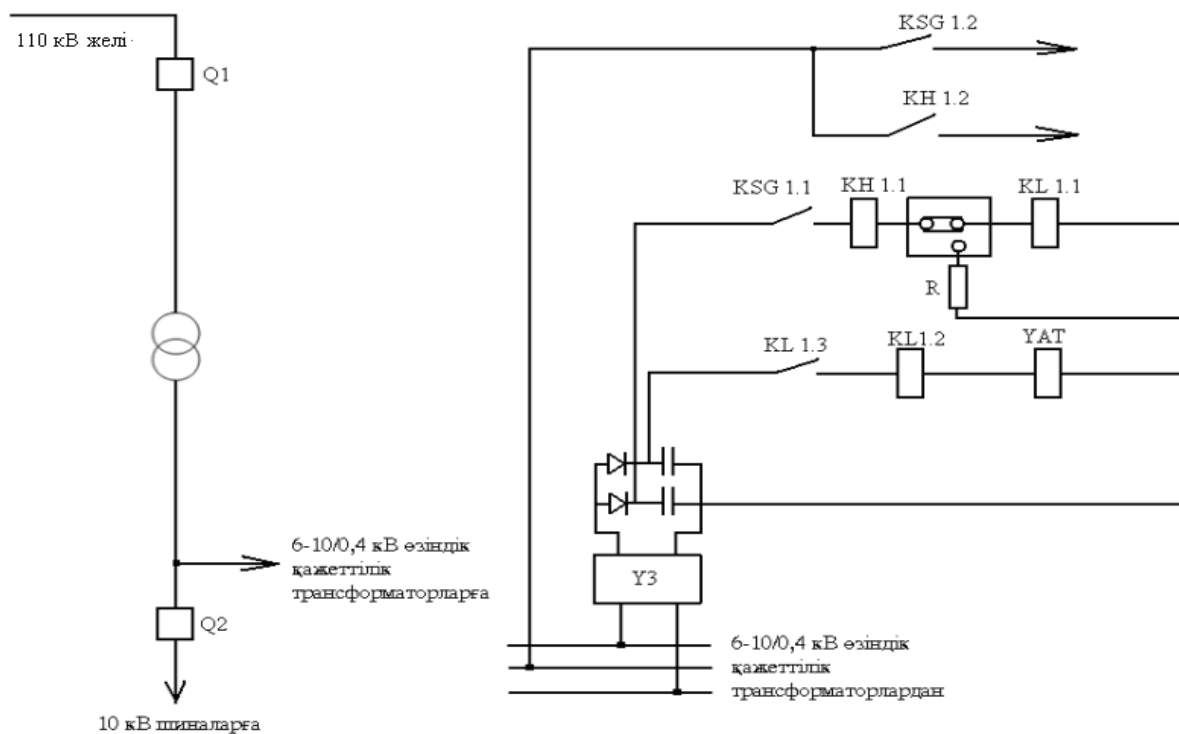 110 кВ желі
Q1
6-10/0,4 кВ өзіндік
қажеттілік
трансформаторларға
Q2
10 кВ шиналарға
KSG 1.2
KH 1.2
KSG 1.1
KH 1.1
KL 1.1
R
KL 1.3
KL1.2
YAT
УЗ
6-10/0,4 кВ өзіндік
қажеттілік
трансформаторлардан